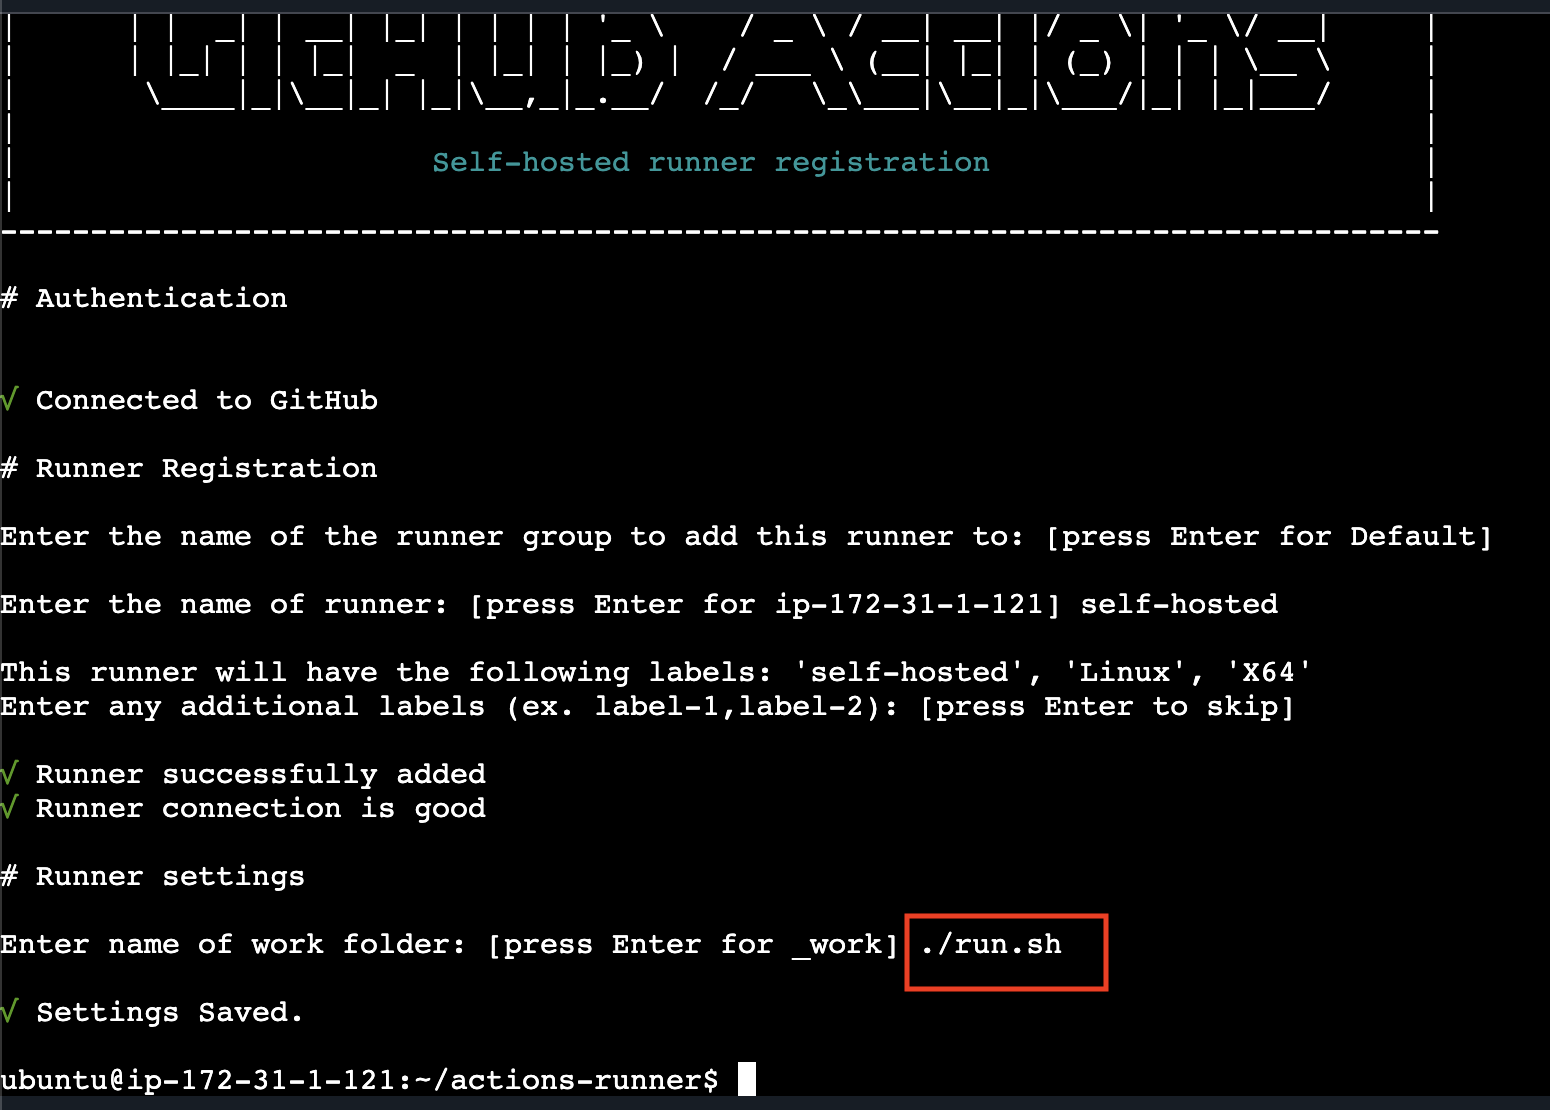 GitHub Actions
Self-hosted runner registration
# Authentication
√ Connected to GitHub
# Runner Registration
Enter the name of the runner group to add this runner to: [press Enter for Default]
Enter the name of runner: [press Enter for ip-172-31-1-121] self-hosted
This runner will have the following labels: 'self-hosted', 'Linux', 'X64'
Enter any additional labels (ex. label-1,label-2): [press Enter to skip]
√ Runner successfully added
√ Runner connection is good
# Runner settings
Enter name of work folder: [press Enter for _work] ./run.sh
√ Settings Saved.
ubuntu@ip-172-31-1-121:~/actions-runner$